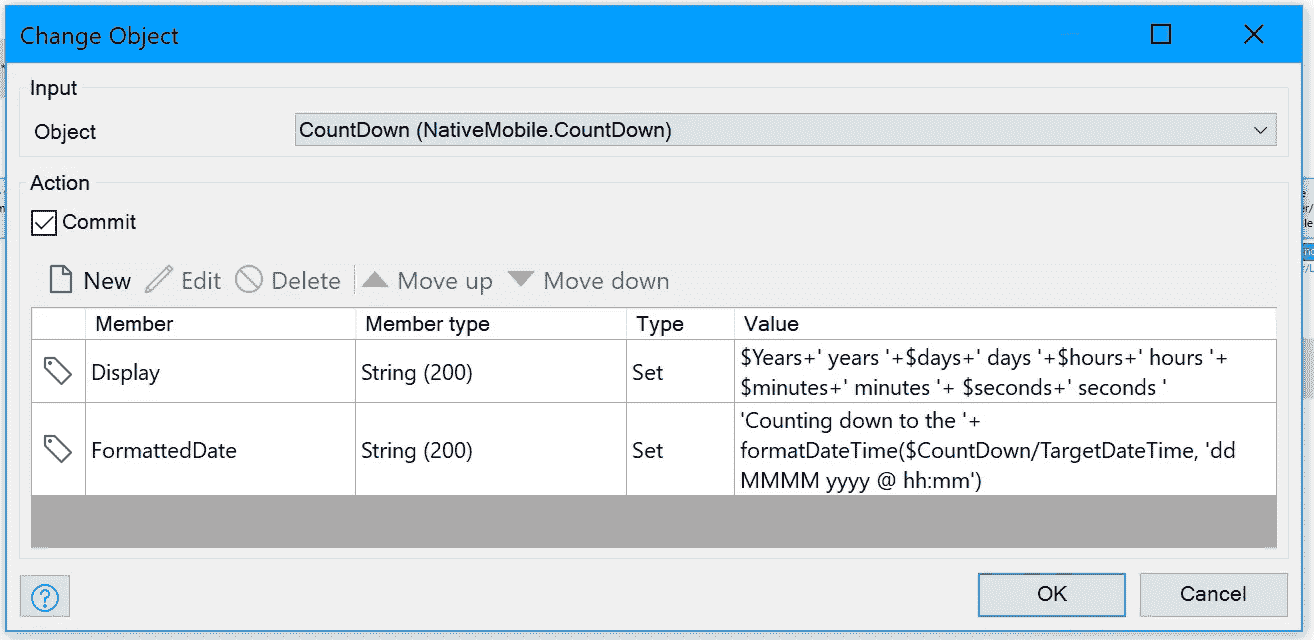 Change Object
Input
Object
CountDown (NativeMobile.CountDown)
Action
Commit
New Edit Delete Move up Move down
Member Member type Type Value
Display String (200) Set $Years+' years '+$days+' days '+$hours+' hours '+
$minutes+' minutes '+ $seconds+' seconds '
FormattedDate String (200) Set 'Counting down to the '+
formatDateTime($CountDown/TargetDateTime, 'dd
MMMM yyyy @ hh:mm')
? OK Cancel